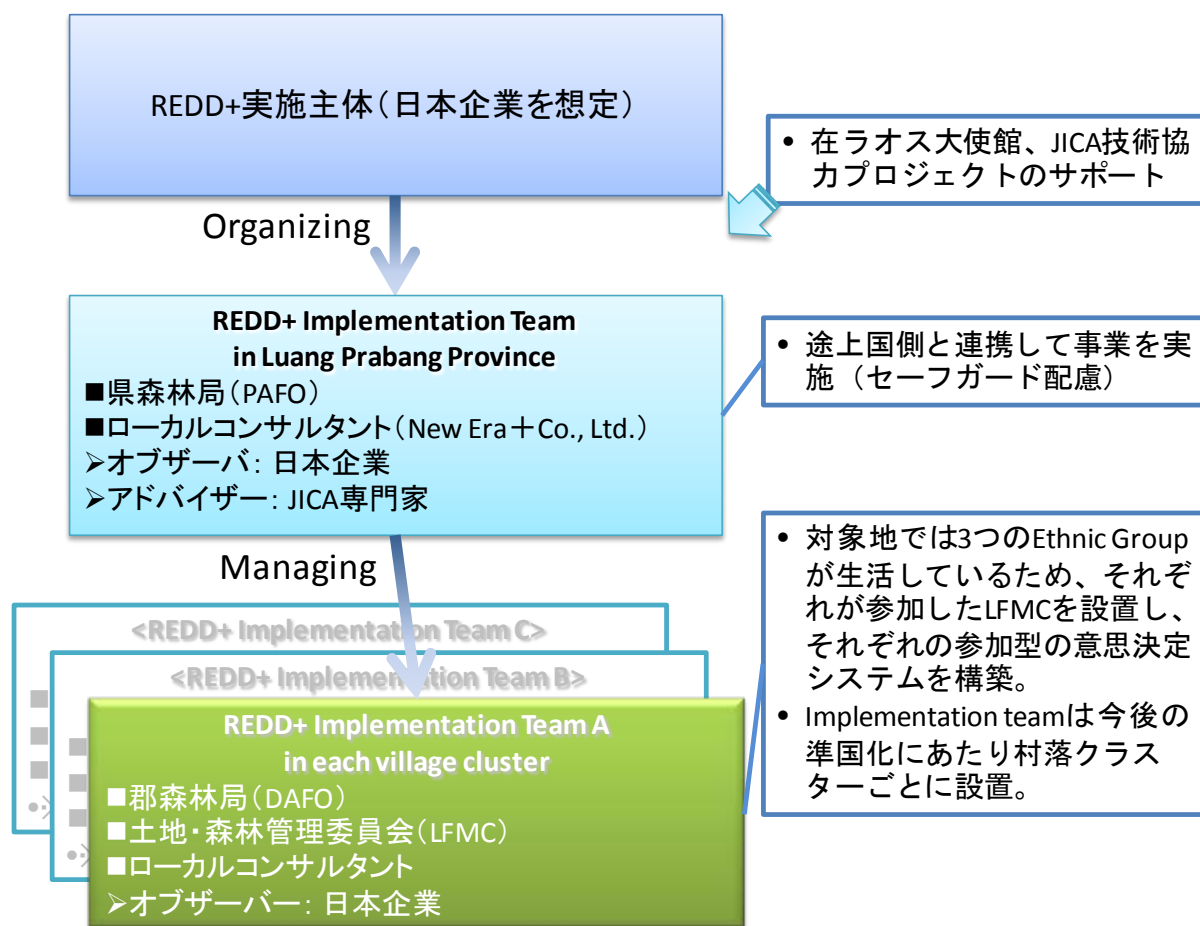 REDD+実施主体（日本企業を想定）
• 在ラオス大使館、JICA技術協
力プロジェクトのサポート
Organizing
REDD+ Implementation Team
in Luang Prabang Province
■県森林局（PAFO）
■ローカルコンサルタント（New Era＋Co., Ltd.）
➢オブザーバ： 日本企業
➢アドバイザー： JICA専門家
• 途上国側と連携して事業を実
施（セーフガード配慮）
Managing
<REDD+ Implementation Team C>
<REDD+ Implementation Team B>
REDD+ Implementation Team A
in each village cluster
■郡森林局（DAFO）
■土地・森林管理委員会（LFMC）
■ローカルコンサルタント
➢オブザーバー： 日本企業
• 対象地では3つのEthnic Group
が生活しているため、それぞ
れが参加したLFMCを設置し、
それぞれの参加型の意思決定
システムを構築。
• Implementation teamは今後の
準国化にあたり村落クラス
ターごとに設置。